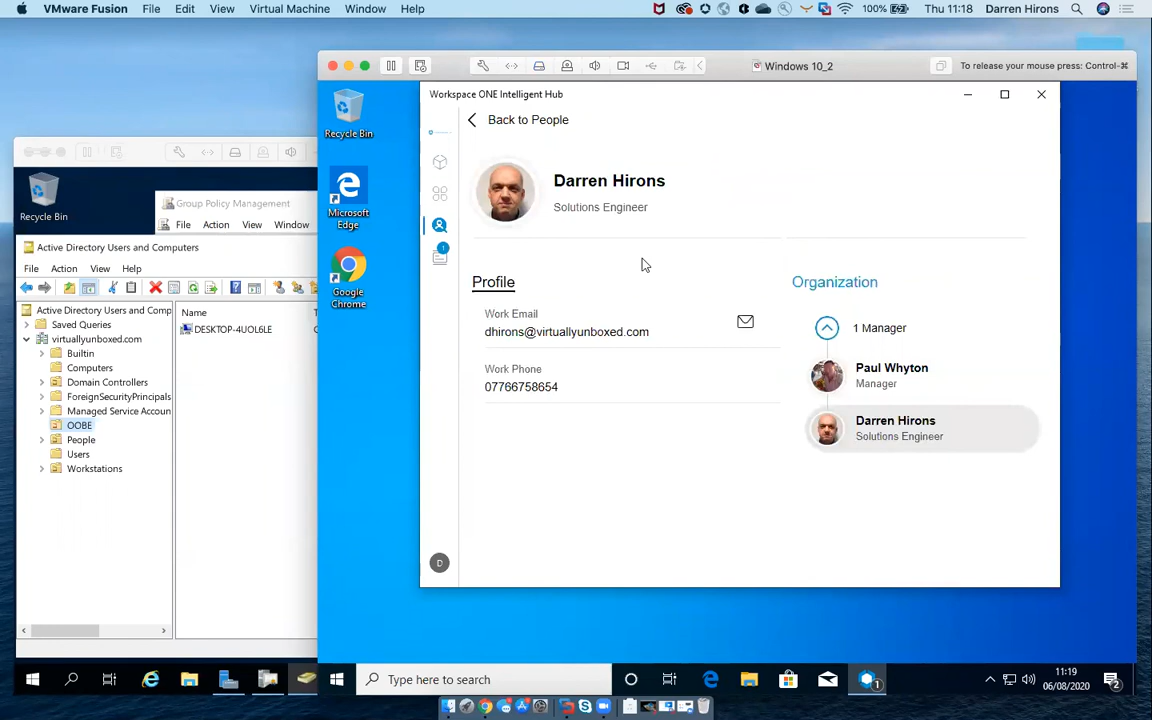 VMware Fusion File Edit View Virtual Machine Window Help 100% Thu 11:18 Darren Hirons
Windows 10_2 To release your mouse press: Control-⌘
Recycle Bin
Group Policy Management
File Action View Window
Active Directory Users and Computers
File Action View Help
Active Directory Users and Comp
Saved Queries
virtuallyunboxed.com
Builtin
Computers
Domain Controllers
ForeignSecurityPrincipals
Managed Service Accoun
OOBE
People
Users
Workstations
Name
DESKTOP-4UOL6LE
Recycle Bin
Microsoft
Edge
Google
Chrome
Workspace ONE Intelligent Hub
Back to People
Darren Hirons
Solutions Engineer
1
Profile
Work Email
dhirons@virtuallyunboxed.com
Work Phone
07766758654
Organization
1 Manager
Paul Whyton
Manager
Darren Hirons
Solutions Engineer
D
Type here to search
1
11:19
06/08/2020
2